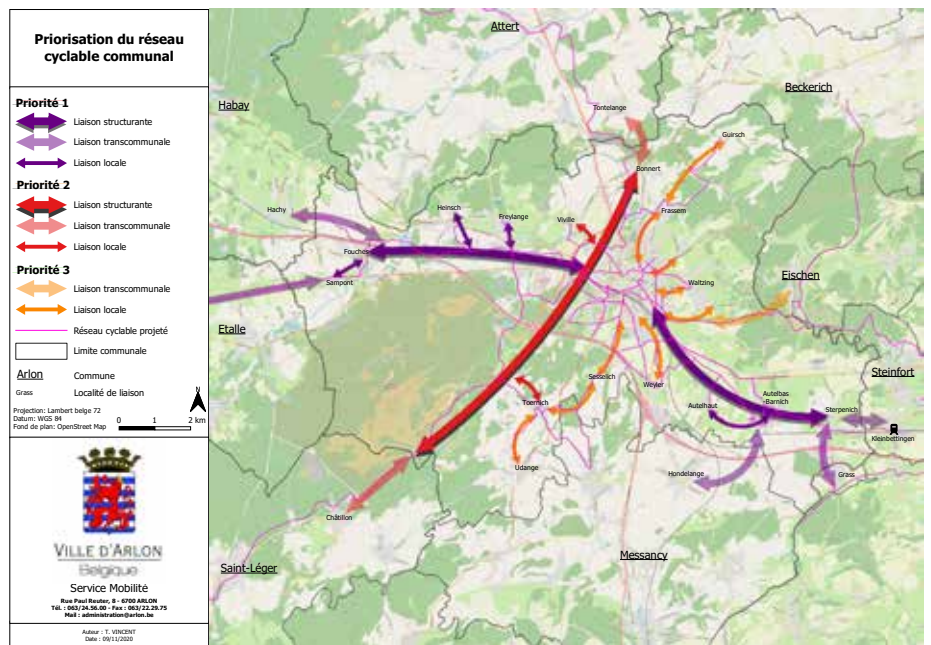 Priorisation du réseau
cyclable communal
Priorité 1
Liaison structurante
Liaison transcommunale
Liaison locale
Priorité 2
Liaison structurante
Liaison transcommunale
Liaison locale
Priorité 3
Liaison transcommunale
Liaison locale
Réseau cyclable projeté
Limite communale
Arlon Commune
Grass Localité de liaison
Projection: Lambert belge 72
Datum: WGS 84
Fond de plan: OpenStreet Map
N
0 1 2 km
VILLE D'ARLON
Belgique
Service Mobilité
Rue Paul Reuter, 8 - 6700 ARLON
Tél. : 063/24.56.00 - Fax : 063/22.29.75
Mail : administration@arlon.be
Auteur : T. VINCENT
Date : 09/11/2020
Attert
Beckerich
Habay
Tontelange
Guirsch
Bonnert
Hachy
Heinsch
Freylange
Viville
Frassem
Fouches
Sampont
Waltzing
Eischen
Etalle
Steinfort
Sesselich
Weyler
Toernich
Autelhaut
Autelbas
-Barnich
Sterpenich
Kleinbettingen
Udange
Hondelange
Grass
Châtillon
Messancy
Saint-Léger